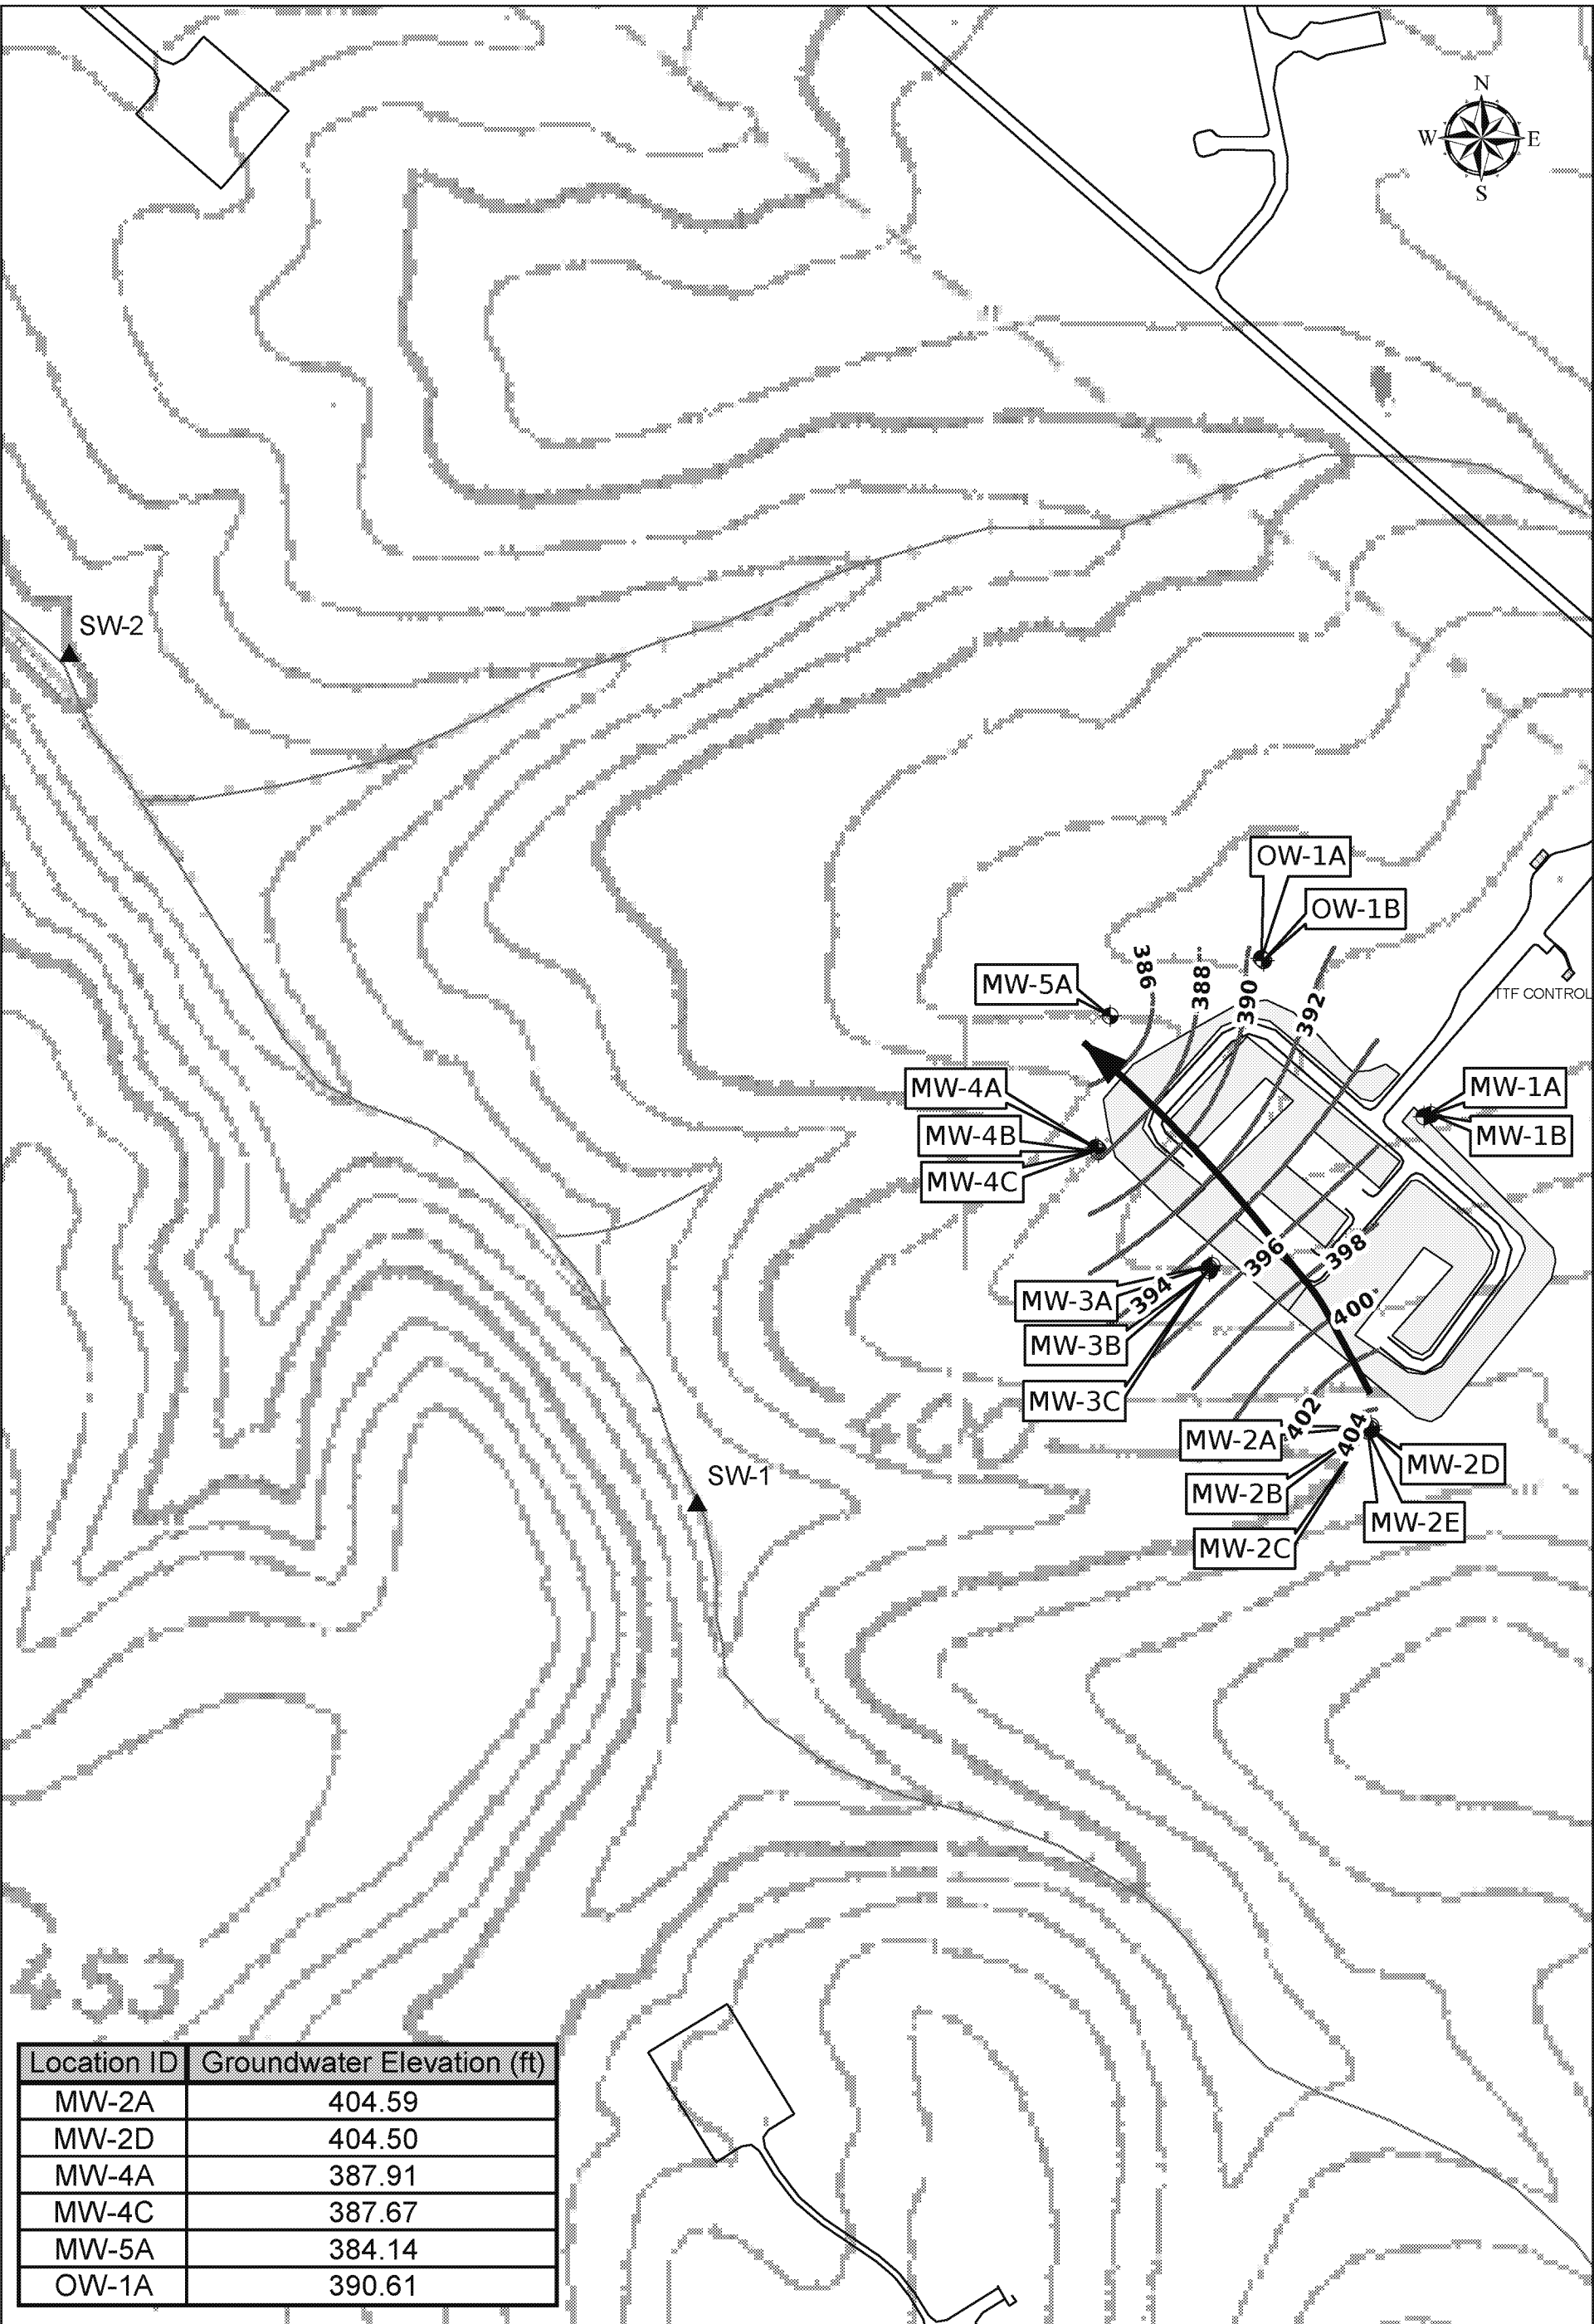 N
W E
S
SW-2
OW-1A
OW-1B
MW-5A
386
388
390
392
TTF CONTROL
MW-4A
MW-4B
MW-4C
MW-1A
MW-1B
396
398
394
400
MW-3A
MW-3B
MW-3C
402
404
MW-2A
MW-2B
MW-2C
MW-2D
MW-2E
SW-1
400
453
Location ID Groundwater Elevation (ft)
MW-2A 404.59
MW-2D 404.50
MW-4A 387.91
MW-4C 387.67
MW-5A 384.14
OW-1A 390.61